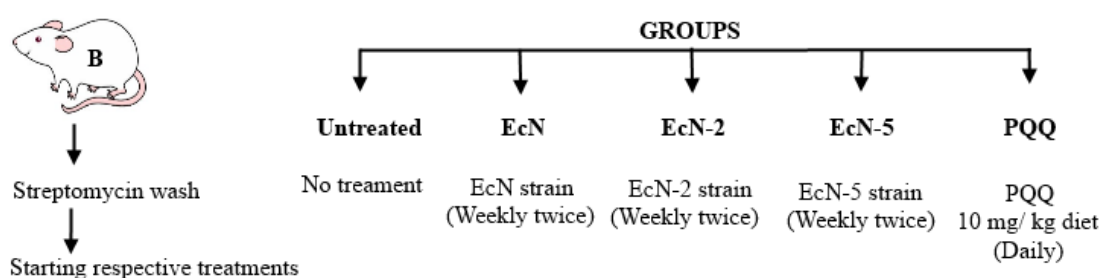 B
Streptomycin wash
Starting respective treatments
GROUPS
Untreated
No treament
EcN
EcN strain
(Weekly twice)
EcN-2
EcN-2 strain
(Weekly twice)
EcN-5
EcN-5 strain
(Weekly twice)
PQQ
PQQ
10 mg/ kg diet
(Daily)